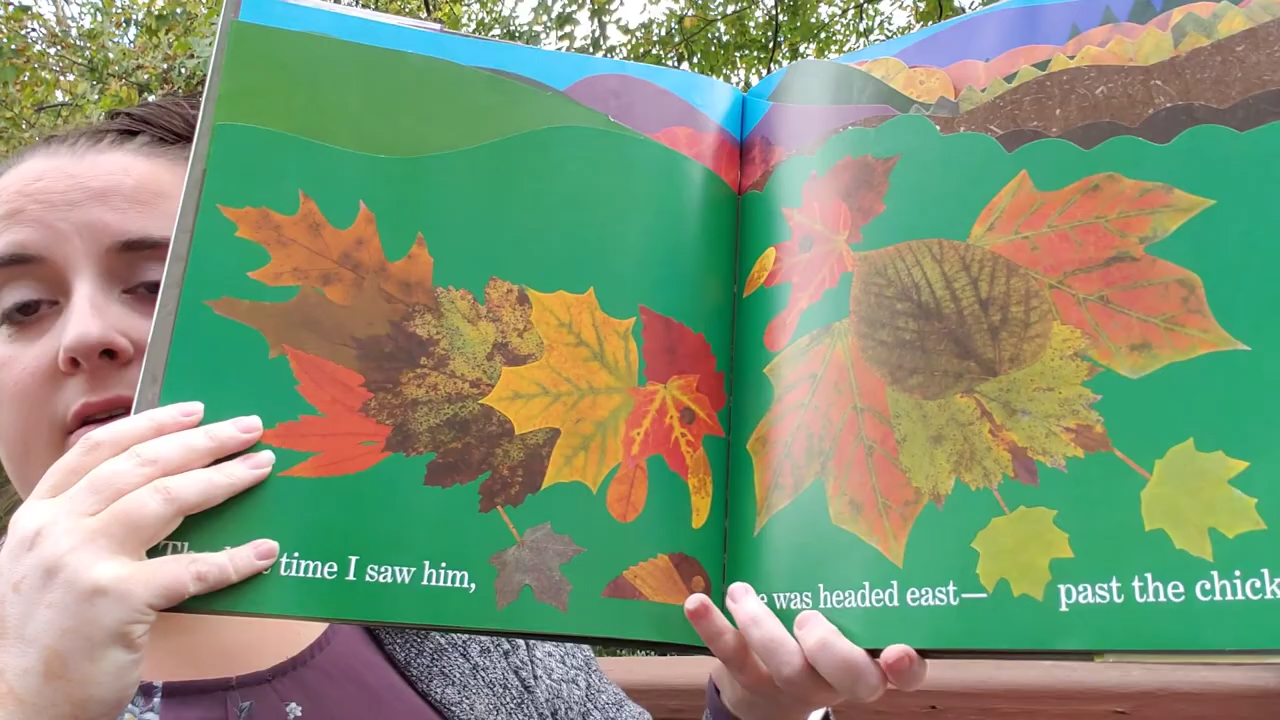 time I saw him,
was headed east— past the chick